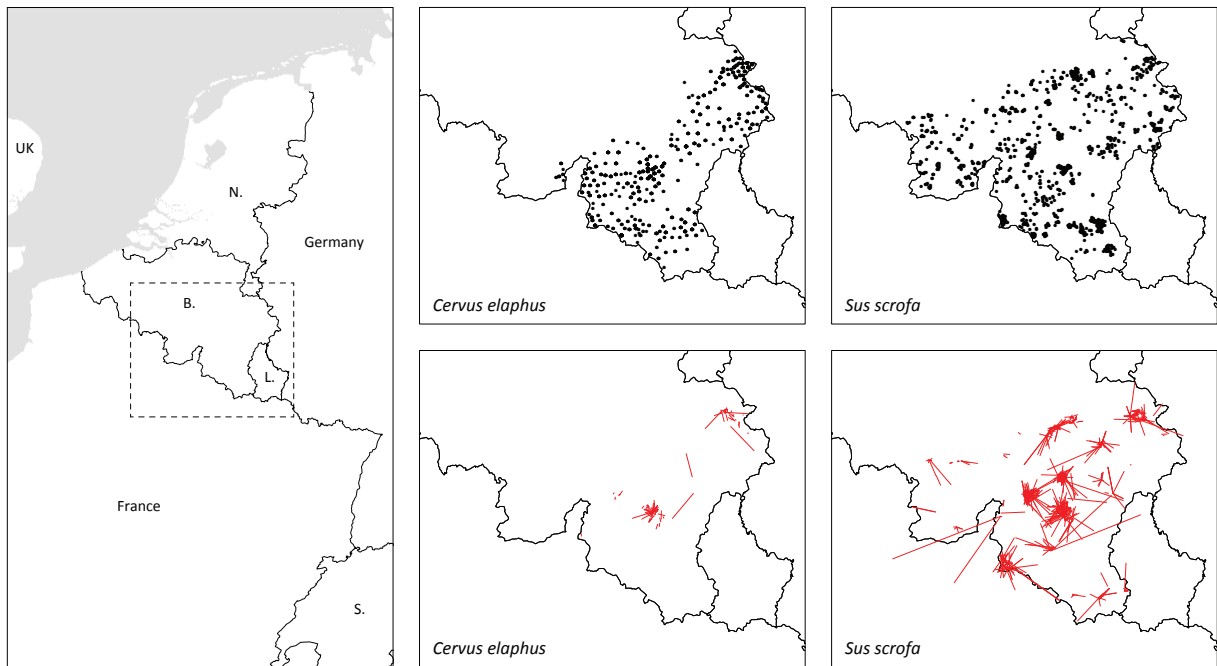 UK
N.
Germany
B.
L.
France
S.
Cervus elaphus
Sus scrofa
Cervus elaphus
Sus scrofa